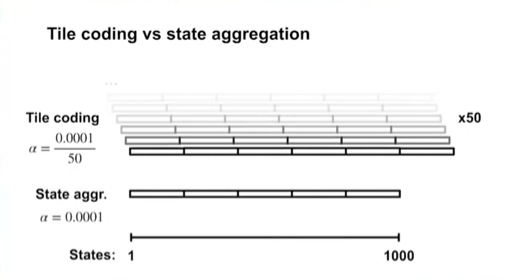 Tile coding vs state aggregation
...
Tile coding
x50
α = 0.0001 / 50
State aggr.
α = 0.0001
States: 1 1000